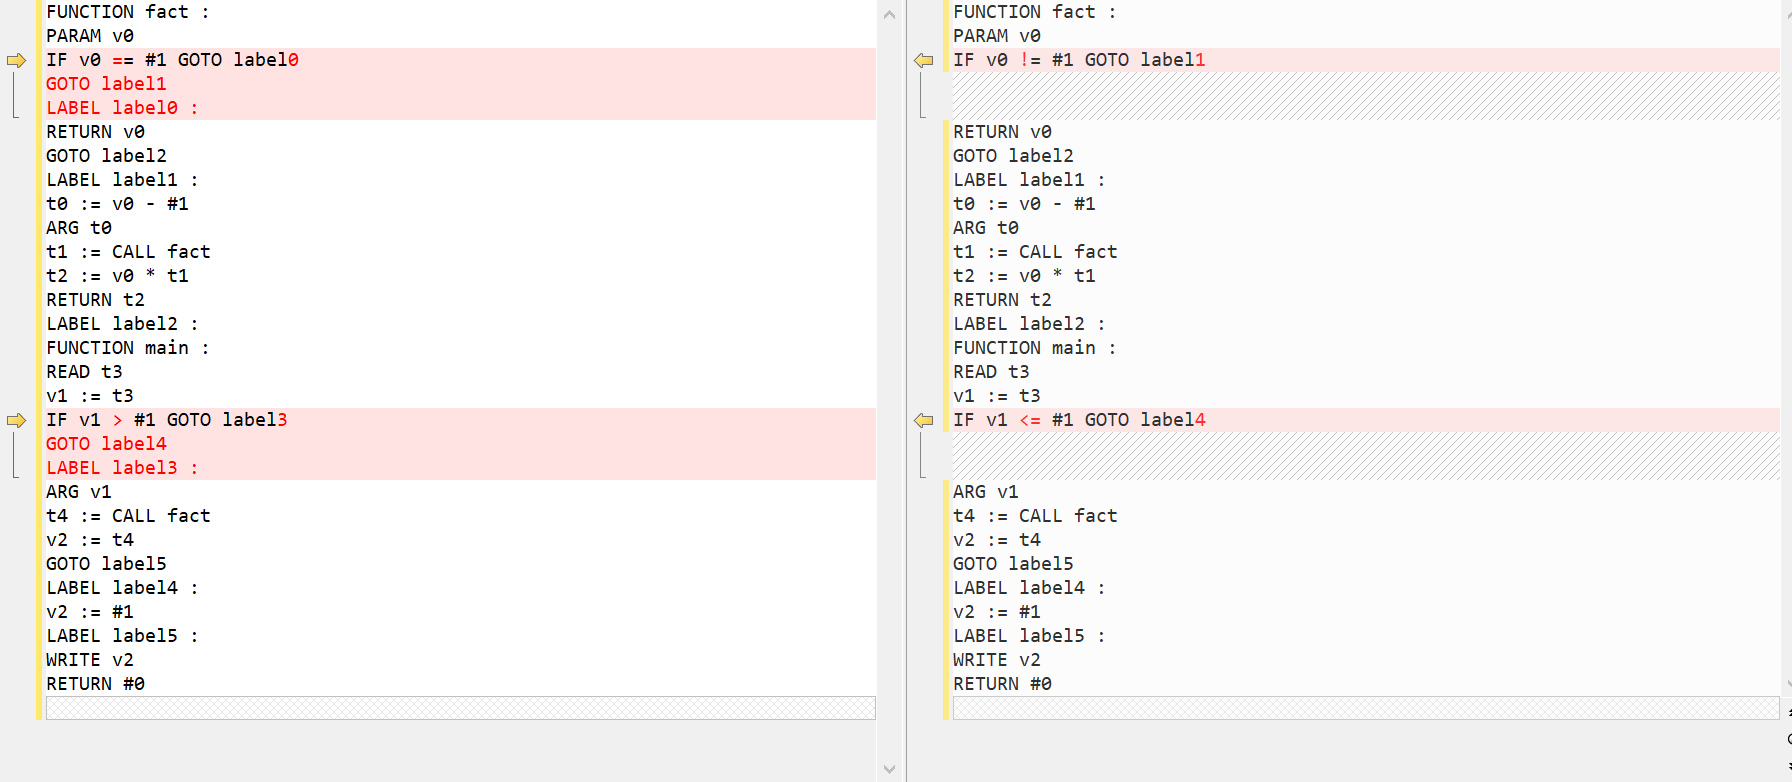 FUNCTION fact :
PARAM v0
IF v0 == #1 GOTO label0
GOTO label1
LABEL label0 :
RETURN v0
GOTO label2
LABEL label1 :
t0 := v0 - #1
ARG t0
t1 := CALL fact
t2 := v0 * t1
RETURN t2
LABEL label2 :
FUNCTION main :
READ t3
v1 := t3
IF v1 > #1 GOTO label3
GOTO label4
LABEL label3 :
ARG v1
t4 := CALL fact
v2 := t4
GOTO label5
LABEL label4 :
v2 := #1
LABEL label5 :
WRITE v2
RETURN #0
FUNCTION fact :
PARAM v0
IF v0 != #1 GOTO label1
RETURN v0
GOTO label2
LABEL label1 :
t0 := v0 - #1
ARG t0
t1 := CALL fact
t2 := v0 * t1
RETURN t2
LABEL label2 :
FUNCTION main :
READ t3
v1 := t3
IF v1 <= #1 GOTO label4
ARG v1
t4 := CALL fact
v2 := t4
GOTO label5
LABEL label4 :
v2 := #1
LABEL label5 :
WRITE v2
RETURN #0